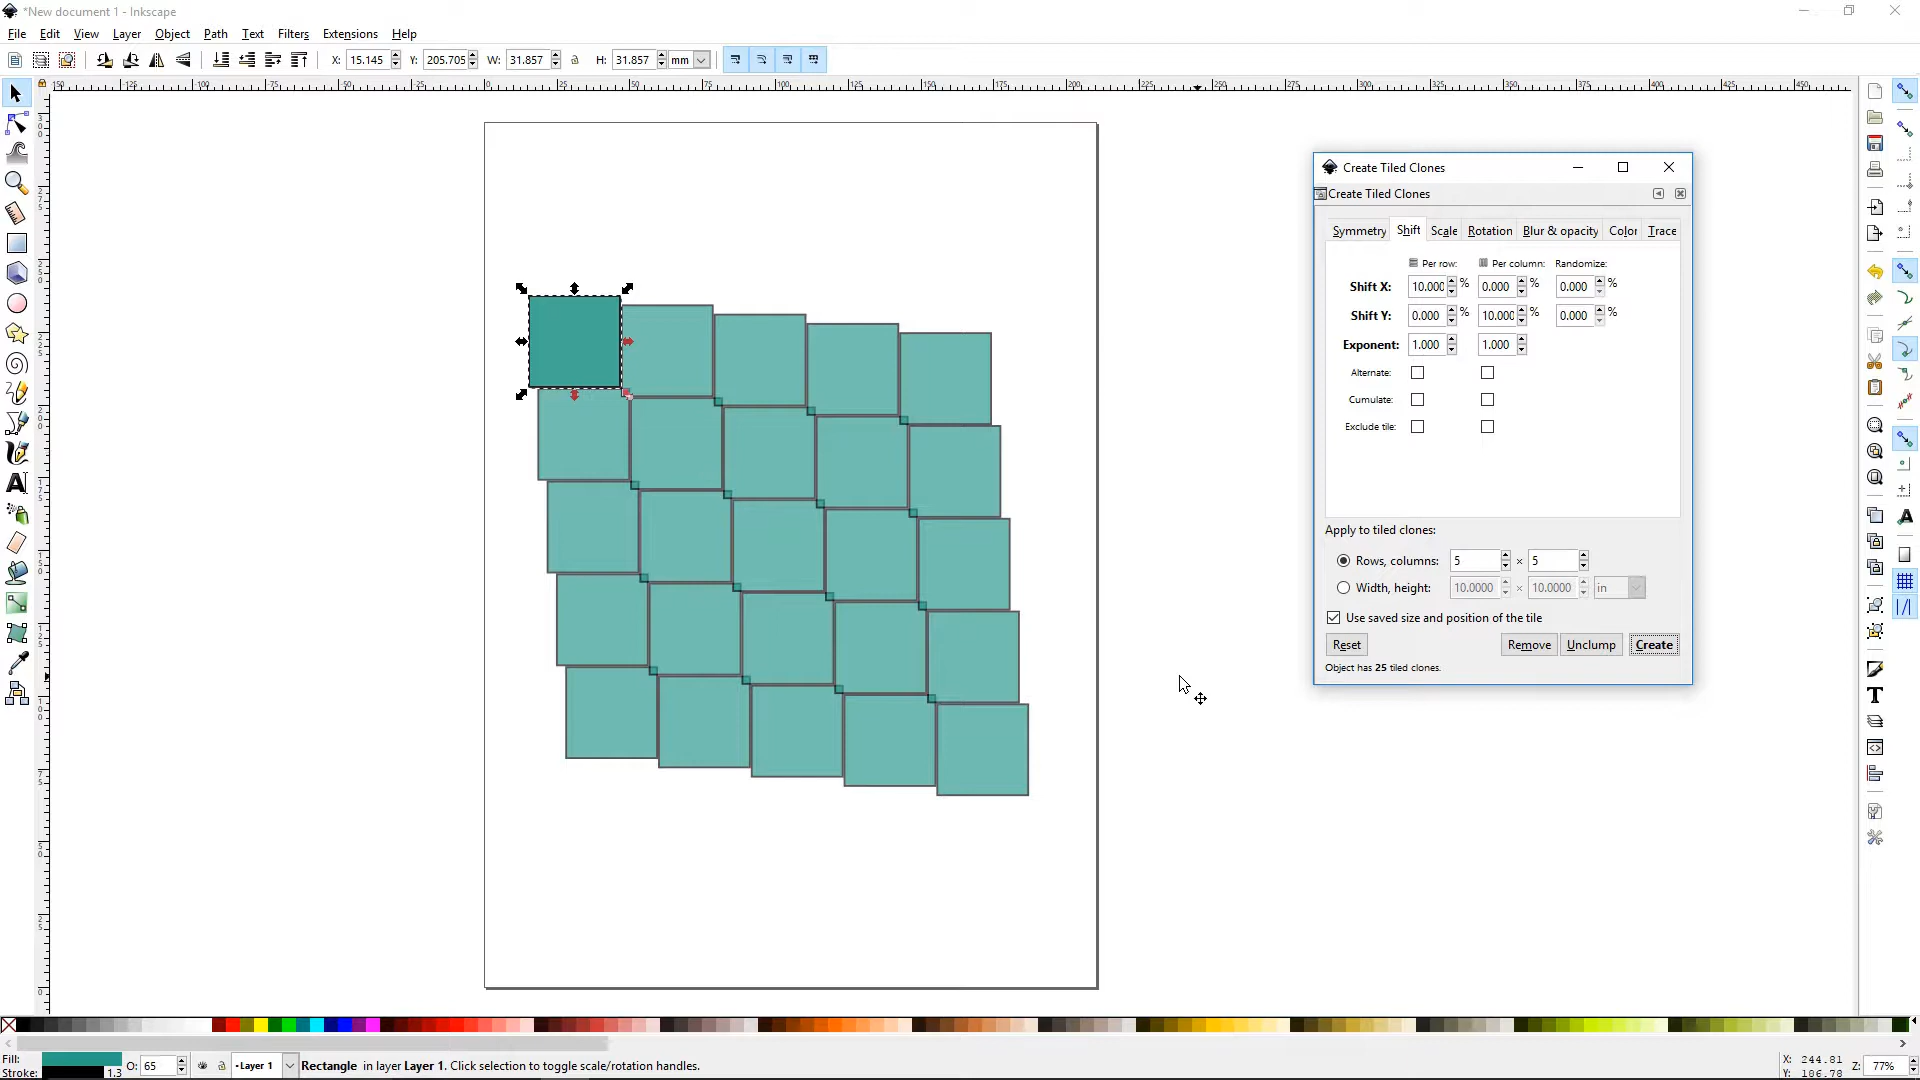 *New document 1 - Inkscape
File Edit View Layer Object Path Text Filters Extensions Help
X: 15.145 Y: 205.705 W: 31.857 H: 31.857 mm
Create Tiled Clones
Create Tiled Clones
Symmetry Shift Scale Rotation Blur & opacity Color Trace
Per row: Per column: Randomize:
Shift X: 10.000 % 0.000 % 0.000 %
Shift Y: 0.000 % 10.000 % 0.000 %
Exponent: 1.000 1.000
Alternate:
Cumulate:
Exclude tile:
Apply to tiled clones:
Rows, columns: 5 × 5
Width, height: 10.0000 × 10.0000 in
Use saved size and position of the tile
Reset Remove Unclump Create
Object has 25 tiled clones.
Fill:
Stroke: 1.3 O: 65 Layer 1 Rectangle in layer Layer 1. Click selection to toggle scale/rotation handles.
X: 244.81
Y: 106.78 Z: 77%